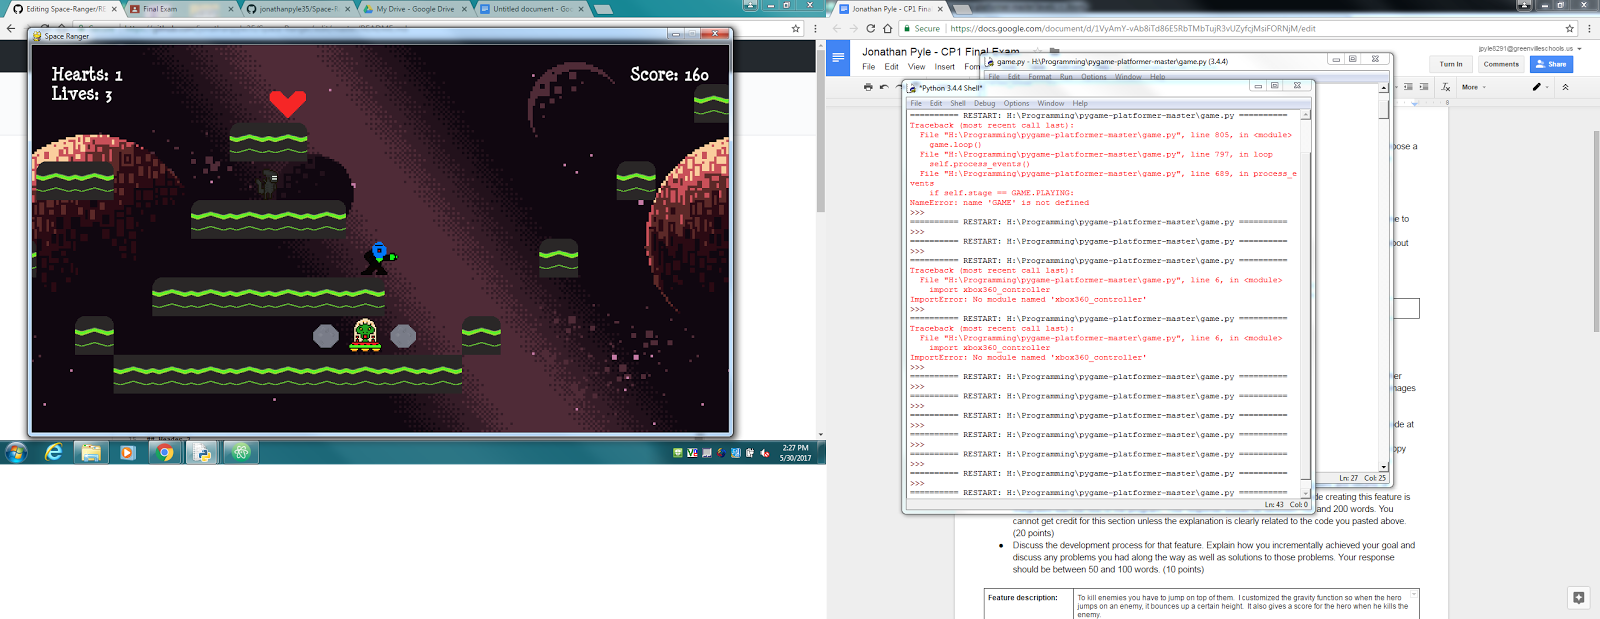 Editing Space-Ranger/RE
Final Exam
jonathanpyle35/Space-R
My Drive - Google Drive
Untitled document - Goo
Space Ranger
Hearts: 1
Lives: 3
Score: 160
2:27 PM
5/30/2017
Jonathan Pyle - CP1 Fina
Secure
https://docs.google.com/document/d/1VyAmY-vAb8iTd86E5RbTMbTujR3vUZyfcjMsiFORNjM/edit
Jonathan Pyle - CP1 Final Exam
jpyle8291@greenvilleschools.us
File Edit View Insert Form
Turn In
Comments
Share
More
game.py - H:\Programming\pygame-platformer-master\game.py (3.4.4)
File Edit Format Run Options Window Help
*Python 3.4.4 Shell*
File Edit Shell Debug Options Window Help
========== RESTART: H:\Programming\pygame-platformer-master\game.py ==========
Traceback (most recent call last):
File "H:\Programming\pygame-platformer-master\game.py", line 805, in <module>
game.loop()
File "H:\Programming\pygame-platformer-master\game.py", line 797, in loop
self.process_events()
File "H:\Programming\pygame-platformer-master\game.py", line 689, in process_e
vents
if self.stage == GAME.PLAYING:
NameError: name 'GAME' is not defined
>>>
========== RESTART: H:\Programming\pygame-platformer-master\game.py ==========
>>>
========== RESTART: H:\Programming\pygame-platformer-master\game.py ==========
>>>
========== RESTART: H:\Programming\pygame-platformer-master\game.py ==========
Traceback (most recent call last):
File "H:\Programming\pygame-platformer-master\game.py", line 6, in <module>
import xbox360_controller
ImportError: No module named 'xbox360_controller'
>>>
========== RESTART: H:\Programming\pygame-platformer-master\game.py ==========
Traceback (most recent call last):
File "H:\Programming\pygame-platformer-master\game.py", line 6, in <module>
import xbox360_controller
ImportError: No module named 'xbox360_controller'
>>>
========== RESTART: H:\Programming\pygame-platformer-master\game.py ==========
>>>
========== RESTART: H:\Programming\pygame-platformer-master\game.py ==========
>>>
========== RESTART: H:\Programming\pygame-platformer-master\game.py ==========
>>>
========== RESTART: H:\Programming\pygame-platformer-master\game.py ==========
>>>
========== RESTART: H:\Programming\pygame-platformer-master\game.py ==========
>>>
========== RESTART: H:\Programming\pygame-platformer-master\game.py ==========
>>>
========== RESTART: H:\Programming\pygame-platformer-master\game.py ==========
Ln: 43 Col: 0
Ln: 27 Col: 25
de creating this feature is
and 200 words. You
cannot get credit for this section unless the explanation is clearly related to the code you pasted above.
(20 points)
● Discuss the development process for that feature. Explain how you incrementally achieved your goal and
discuss any problems you had along the way as well as solutions to those problems. Your response
should be between 50 and 100 words. (10 points)
Feature description:
To kill enemies you have to jump on top of them. I customized the gravity function so when the hero
jumps on an enemy, it bounces up a certain height. It also gives a score for the hero when he kills the
enemy.